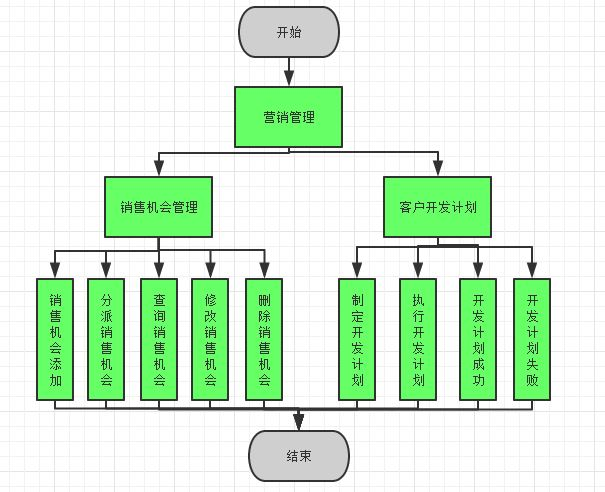 开始
营销管理
销售机会管理
客户开发计划
销售机会添加
分派销售机会
查询销售机会
修改销售机会
删除销售机会
制定开发计划
执行开发计划
开发计划成功
开发计划失败
结束